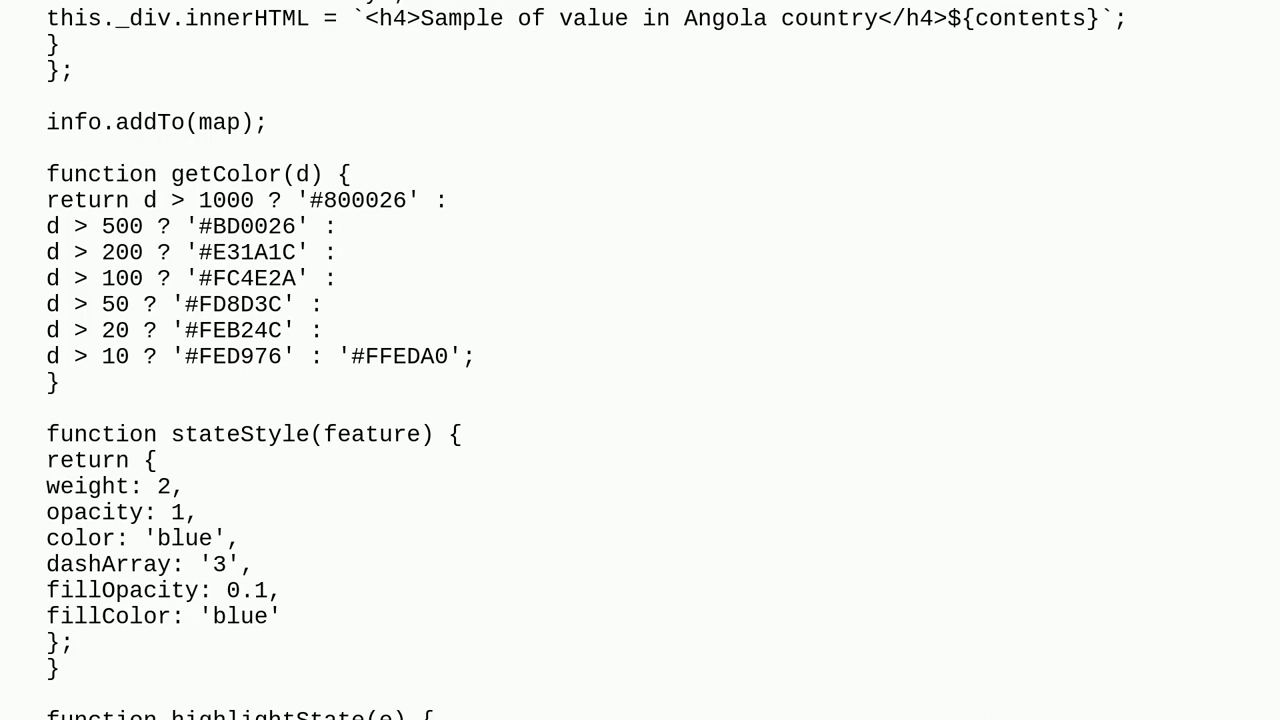 this._div.innerHTML = `<h4>Sample of value in Angola country</h4>${contents}`;
}
};
info.addTo(map);
function getColor(d) {
return d > 1000 ? '#800026' :
d > 500 ? '#BD0026' :
d > 200 ? '#E31A1C' :
d > 100 ? '#FC4E2A' :
d > 50 ? '#FD8D3C' :
d > 20 ? '#FEB24C' :
d > 10 ? '#FED976' : '#FFEDA0';
}
function stateStyle(feature) {
return {
weight: 2,
opacity: 1,
color: 'blue',
dashArray: '3',
fillOpacity: 0.1,
fillColor: 'blue'
};
}
function highlightState(e) {